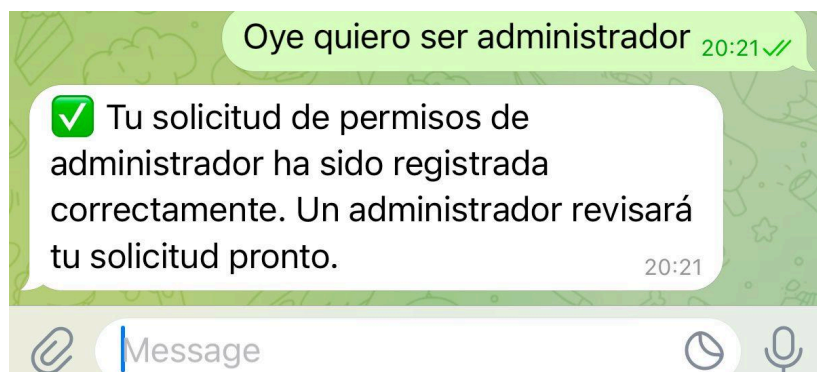 Oye quiero ser administrador 20:21
✅ Tu solicitud de permisos de
administrador ha sido registrada
correctamente. Un administrador revisará
tu solicitud pronto.
20:21
Message